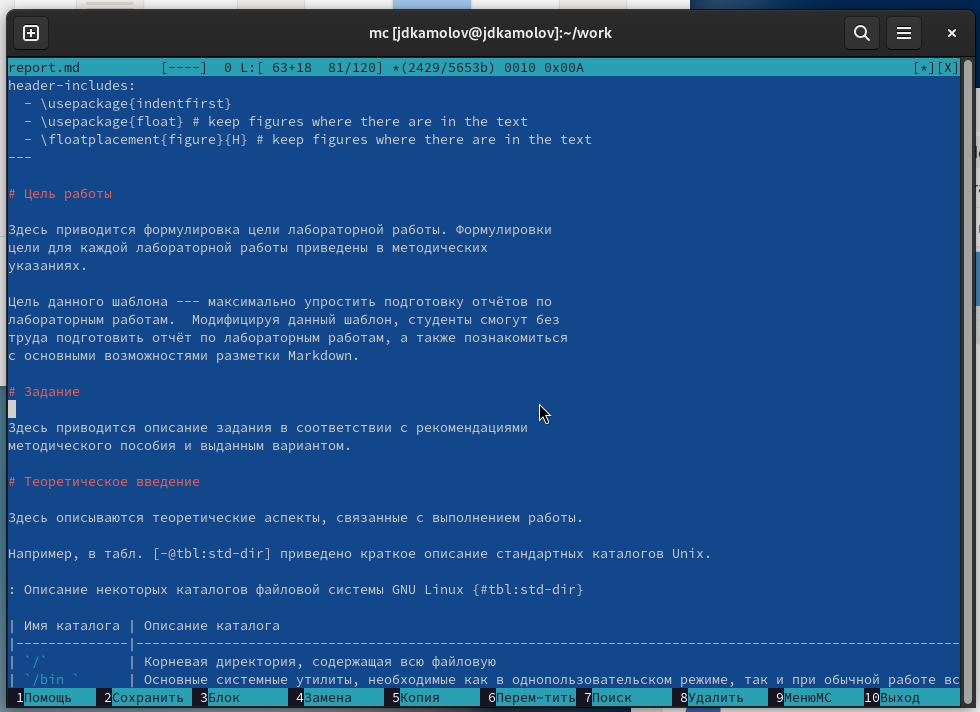 mc [jdkamolov@jdkamolov]:~/work
report.md          [----]  0 L:[ 63+18  81/120] *(2429/5653b) 0010 0x00A                                         [*][X]
header-includes:
  - \usepackage{indentfirst}
  - \usepackage{float} # keep figures where there are in the text
  - \floatplacement{figure}{H} # keep figures where there are in the text
---
# Цель работы
Здесь приводится формулировка цели лабораторной работы. Формулировки
цели для каждой лабораторной работы приведены в методических
указаниях.
Цель данного шаблона --- максимально упростить подготовку отчётов по
лабораторным работам.  Модифицируя данный шаблон, студенты смогут без
труда подготовить отчёт по лабораторным работам, а также познакомиться
с основными возможностями разметки Markdown.
# Задание
Здесь приводится описание задания в соответствии с рекомендациями
методического пособия и выданным вариантом.
# Теоретическое введение
Здесь описываются теоретические аспекты, связанные с выполнением работы.
Например, в табл. [-@tbl:std-dir] приведено краткое описание стандартных каталогов Unix.
: Описание некоторых каталогов файловой системы GNU Linux {#tbl:std-dir}
| Имя каталога | Описание каталога
|--------------|-------------------------------------------------------------------------------------------------------
| `/`          | Корневая директория, содержащая всю файловую
| `/bin `      | Основные системные утилиты, необходимые как в однопользовательском режиме, так и при обычной работе вс
1Помощь 2Сохранить 3Блок 4Замена 5Копия 6Перем~тить 7Поиск 8Удалить 9МенюMC 10Выход